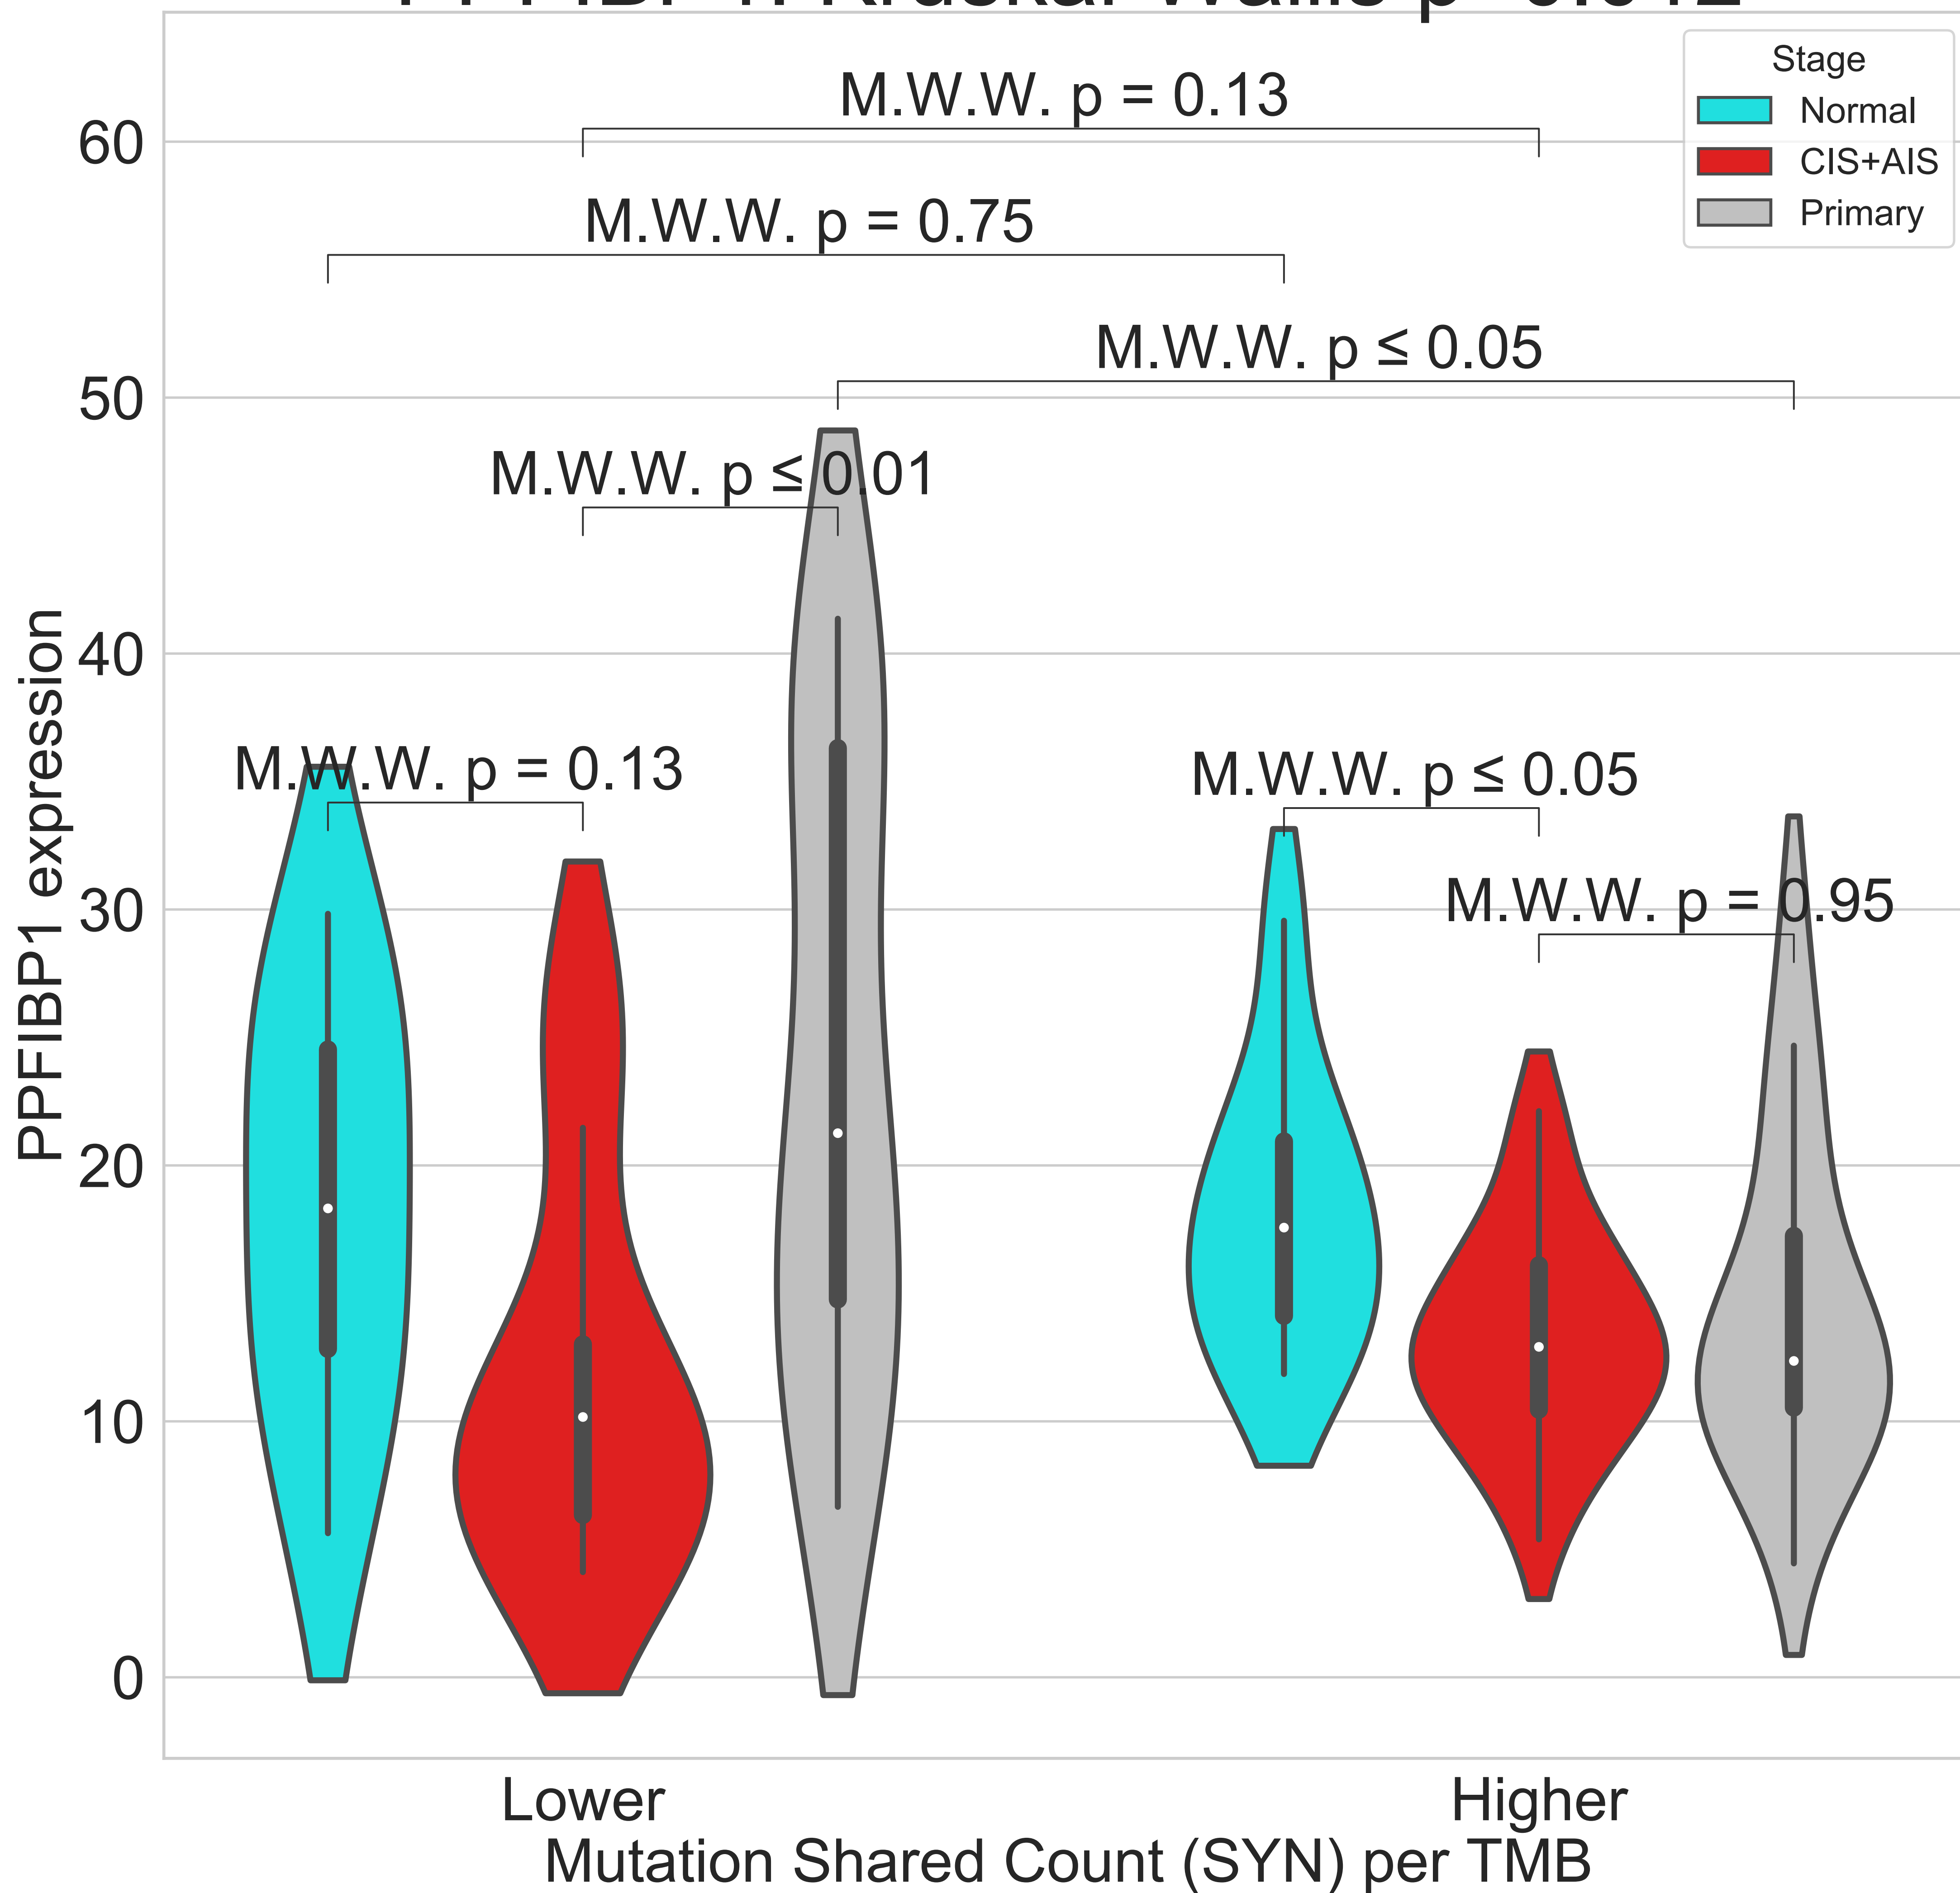 Stage
Normal
CIS+AIS
Primary
M.W.W. p = 0.13
M.W.W. p = 0.75
M.W.W. p ≤ 0.05
M.W.W. p ≤ 0.01
M.W.W. p = 0.13
M.W.W. p ≤ 0.05
M.W.W. p = 0.95
60
50
40
30
20
10
0
PPFIBP1 expression
Lower
Higher
Mutation Shared Count (SYN) per TMB